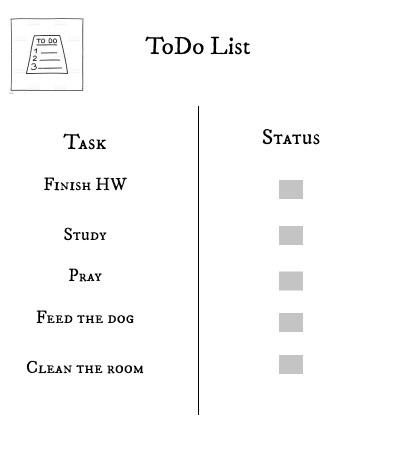 TO DO
1
2
3
ToDo List
Task
Status
Finish HW
Study
Pray
Feed the dog
Clean the room